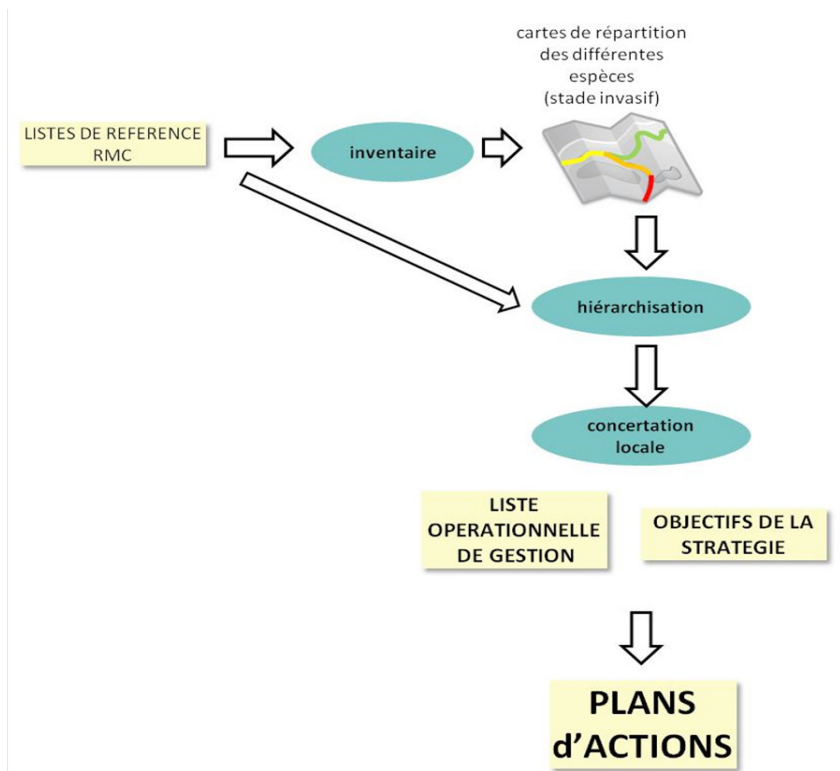 cartes de répartition
des différentes
espèces
(stade invasif)
LISTES DE REFERENCE
RMC
inventaire
hiérarchisation
concertation
locale
LISTE
OPERATIONNELLE
DE GESTION
OBJECTIFS DE LA
STRATEGIE
PLANS
d’ACTIONS